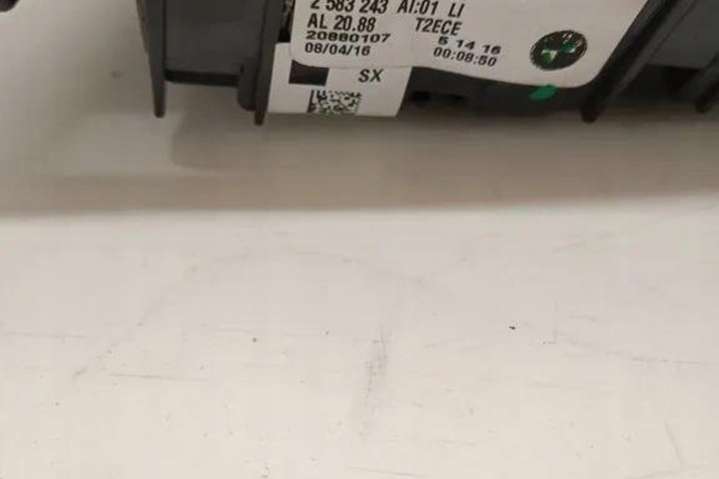 2 583 243 AI:01 LI
AL 20.88 T2ECE
20880107 5 14 16
08/04/16 00:08:50
SX